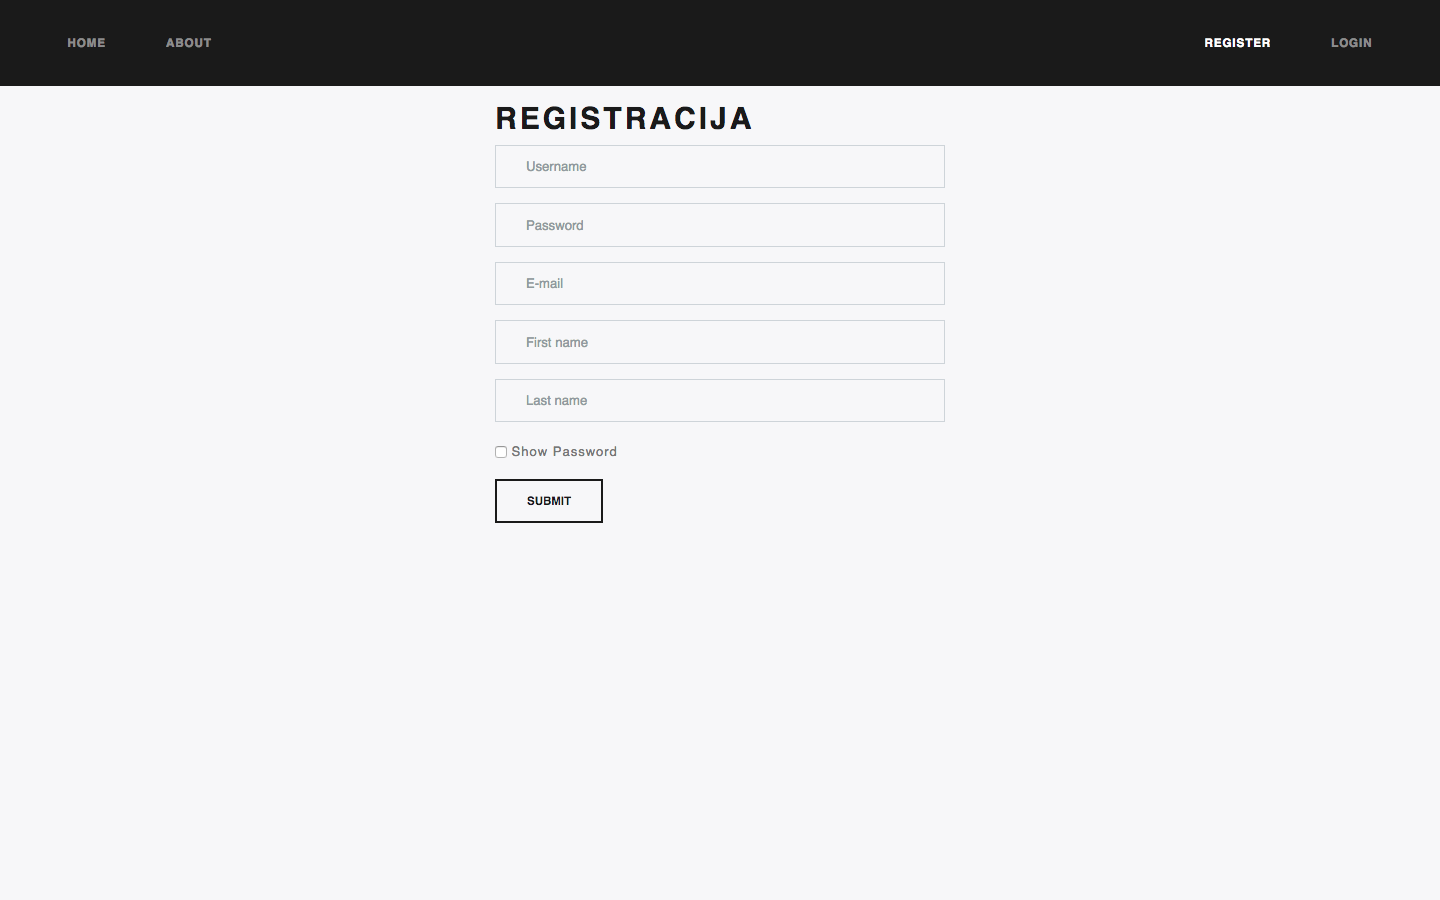 HOME ABOUT REGISTER LOGIN
REGISTRACIJA
Username
Password
E-mail
First name
Last name
Show Password
SUBMIT